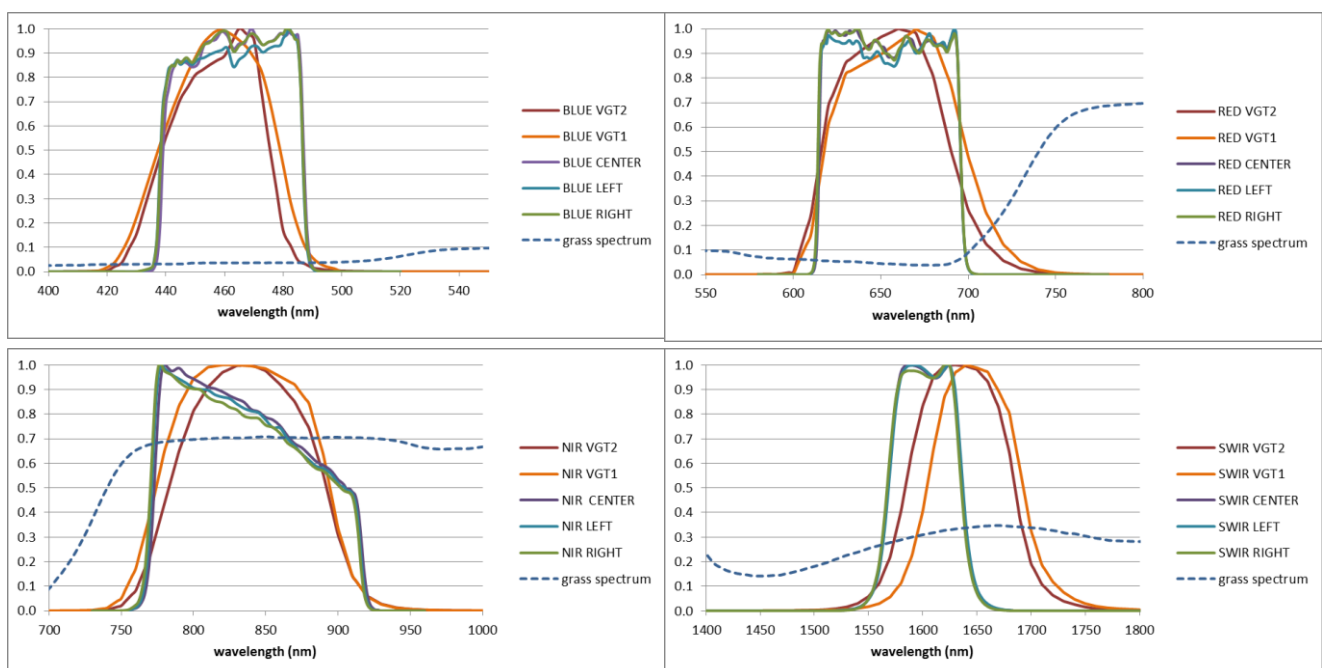 1.0
0.9
0.8
0.7
0.6
0.5
0.4
0.3
0.2
0.1
0.0
400 420 440 460 480 500 520 540
wavelength (nm)
BLUE VGT2
BLUE VGT1
BLUE CENTER
BLUE LEFT
BLUE RIGHT
grass spectrum
1.0
0.9
0.8
0.7
0.6
0.5
0.4
0.3
0.2
0.1
0.0
550 600 650 700 750 800
wavelength (nm)
RED VGT2
RED VGT1
RED CENTER
RED LEFT
RED RIGHT
grass spectrum
1.0
0.9
0.8
0.7
0.6
0.5
0.4
0.3
0.2
0.1
0.0
700 750 800 850 900 950 1000
wavelength (nm)
NIR VGT2
NIR VGT1
NIR CENTER
NIR LEFT
NIR RIGHT
grass spectrum
1.0
0.9
0.8
0.7
0.6
0.5
0.4
0.3
0.2
0.1
0.0
1400 1450 1500 1550 1600 1650 1700 1750 1800
wavelength (nm)
SWIR VGT2
SWIR VGT1
SWIR CENTER
SWIR LEFT
SWIR RIGHT
grass spectrum